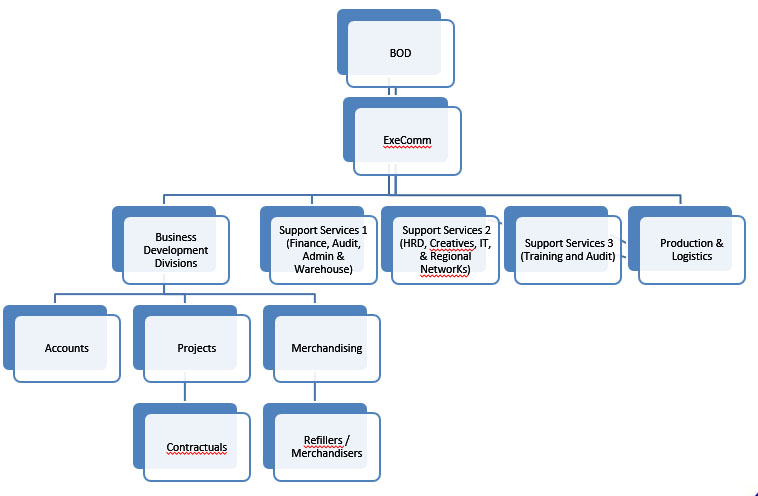 BOD
ExeComm
Business
Development
Divisions
Support Services 1
(Finance, Audit,
Admin &
Warehouse)
Support Services 2
(HRD, Creatives, IT,
& Regional
NetworKs)
Support Services 3
(Training and Audit)
Production &
Logistics
Accounts
Projects
Merchandising
Contractuals
Refillers /
Merchandisers